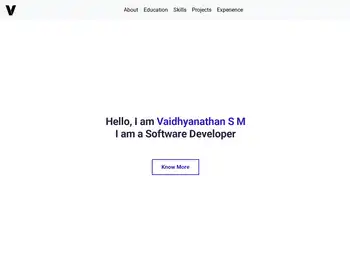 V
About Education Skills Projects Experience
Hello, I am Vaidhyanathan S M
I am a Software Developer
Know More